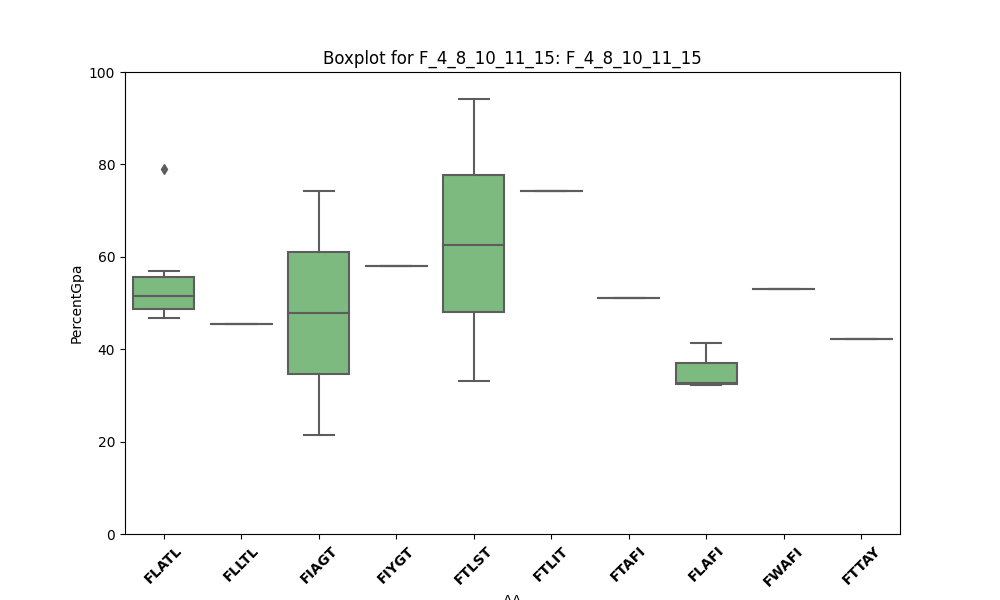 Boxplot for F_4_8_10_11_15: F_4_8_10_11_15
100
80
60
40
20
0
PercentGpa
FLATL
FLLTL
FIAGT
FIYGT
FTLST
FTLIT
FTAFI
FLAFI
FWAFI
FTTAY
AA